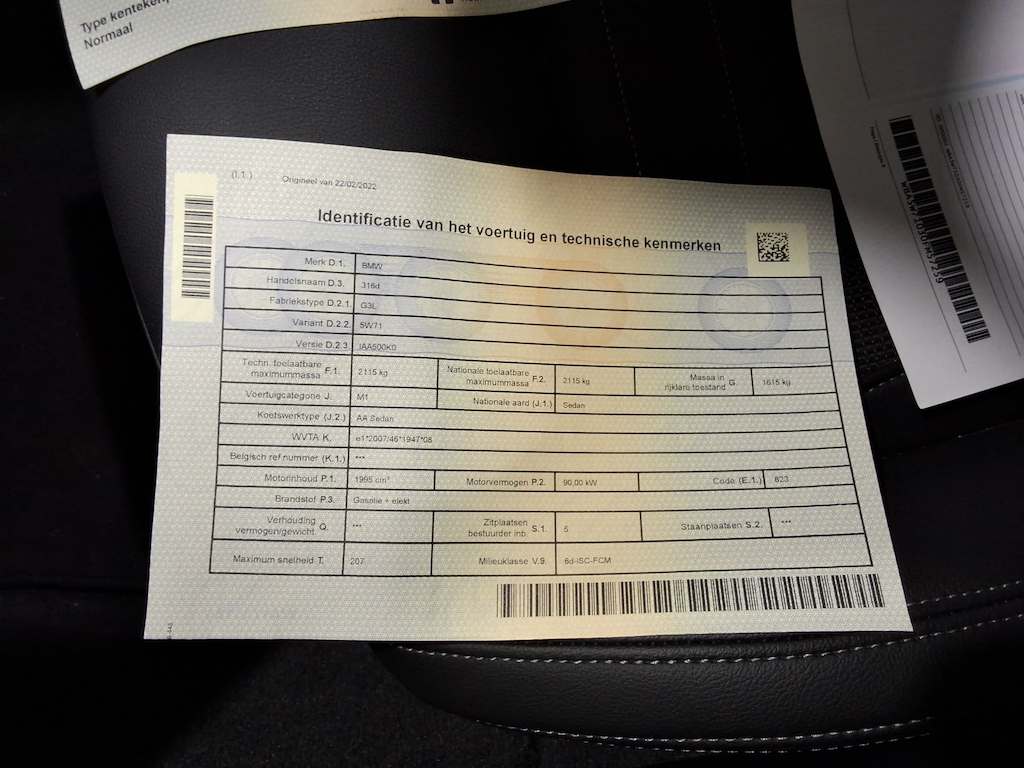 Type kenteken
Normaal
(I.1.) Origineel van 22/02/2022
Identificatie van het voertuig en technische kenmerken
Merk D.1. BMW
Handelsnaam D.3. 316d
Fabriekstype D.2.1. G3L
Variant D.2.2. 5W71
Versie D.2.3. IAA500K0
Techn. toelaatbare maximummassa F.1. 2115 kg Nationale toelaatbare maximummassa F.2. 2115 kg Massa in rijklare toestand G. 1615 kg
Voertuigcategorie J. M1 Nationale aard (J.1.) Sedan
Koetswerktype (J.2.) AA Sedan
WVTA K. e1*2007/46*1947*08
Belgisch ref.nummer (K.1.) ***
Motorinhoud P.1. 1995 cm³ Motorvermogen P.2. 90,00 kW Code (E.1.) 623
Brandstof P.3. Gasolie + elekt
Verhouding vermogen/gewicht Q. *** Zitplaatsen bestuurder inb. S.1. 5 Staanplaatsen S.2. ***
Maximum snelheid T. 207 Milieuklasse V.9. 6d-ISC-FCM